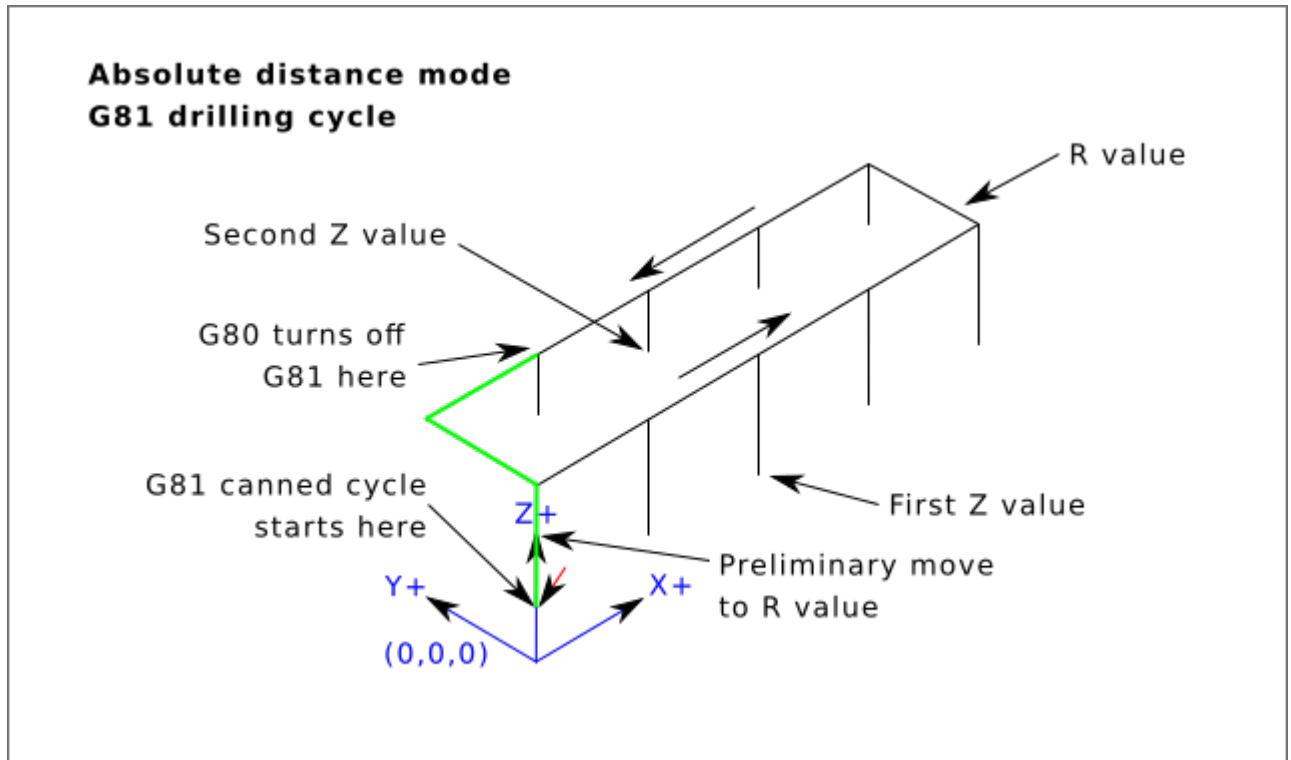 Absolute distance mode
G81 drilling cycle
R value
Second Z value
G80 turns off
G81 here
G81 canned cycle
starts here
First Z value
Z+
Preliminary move
to R value
Y+
X+
(0,0,0)